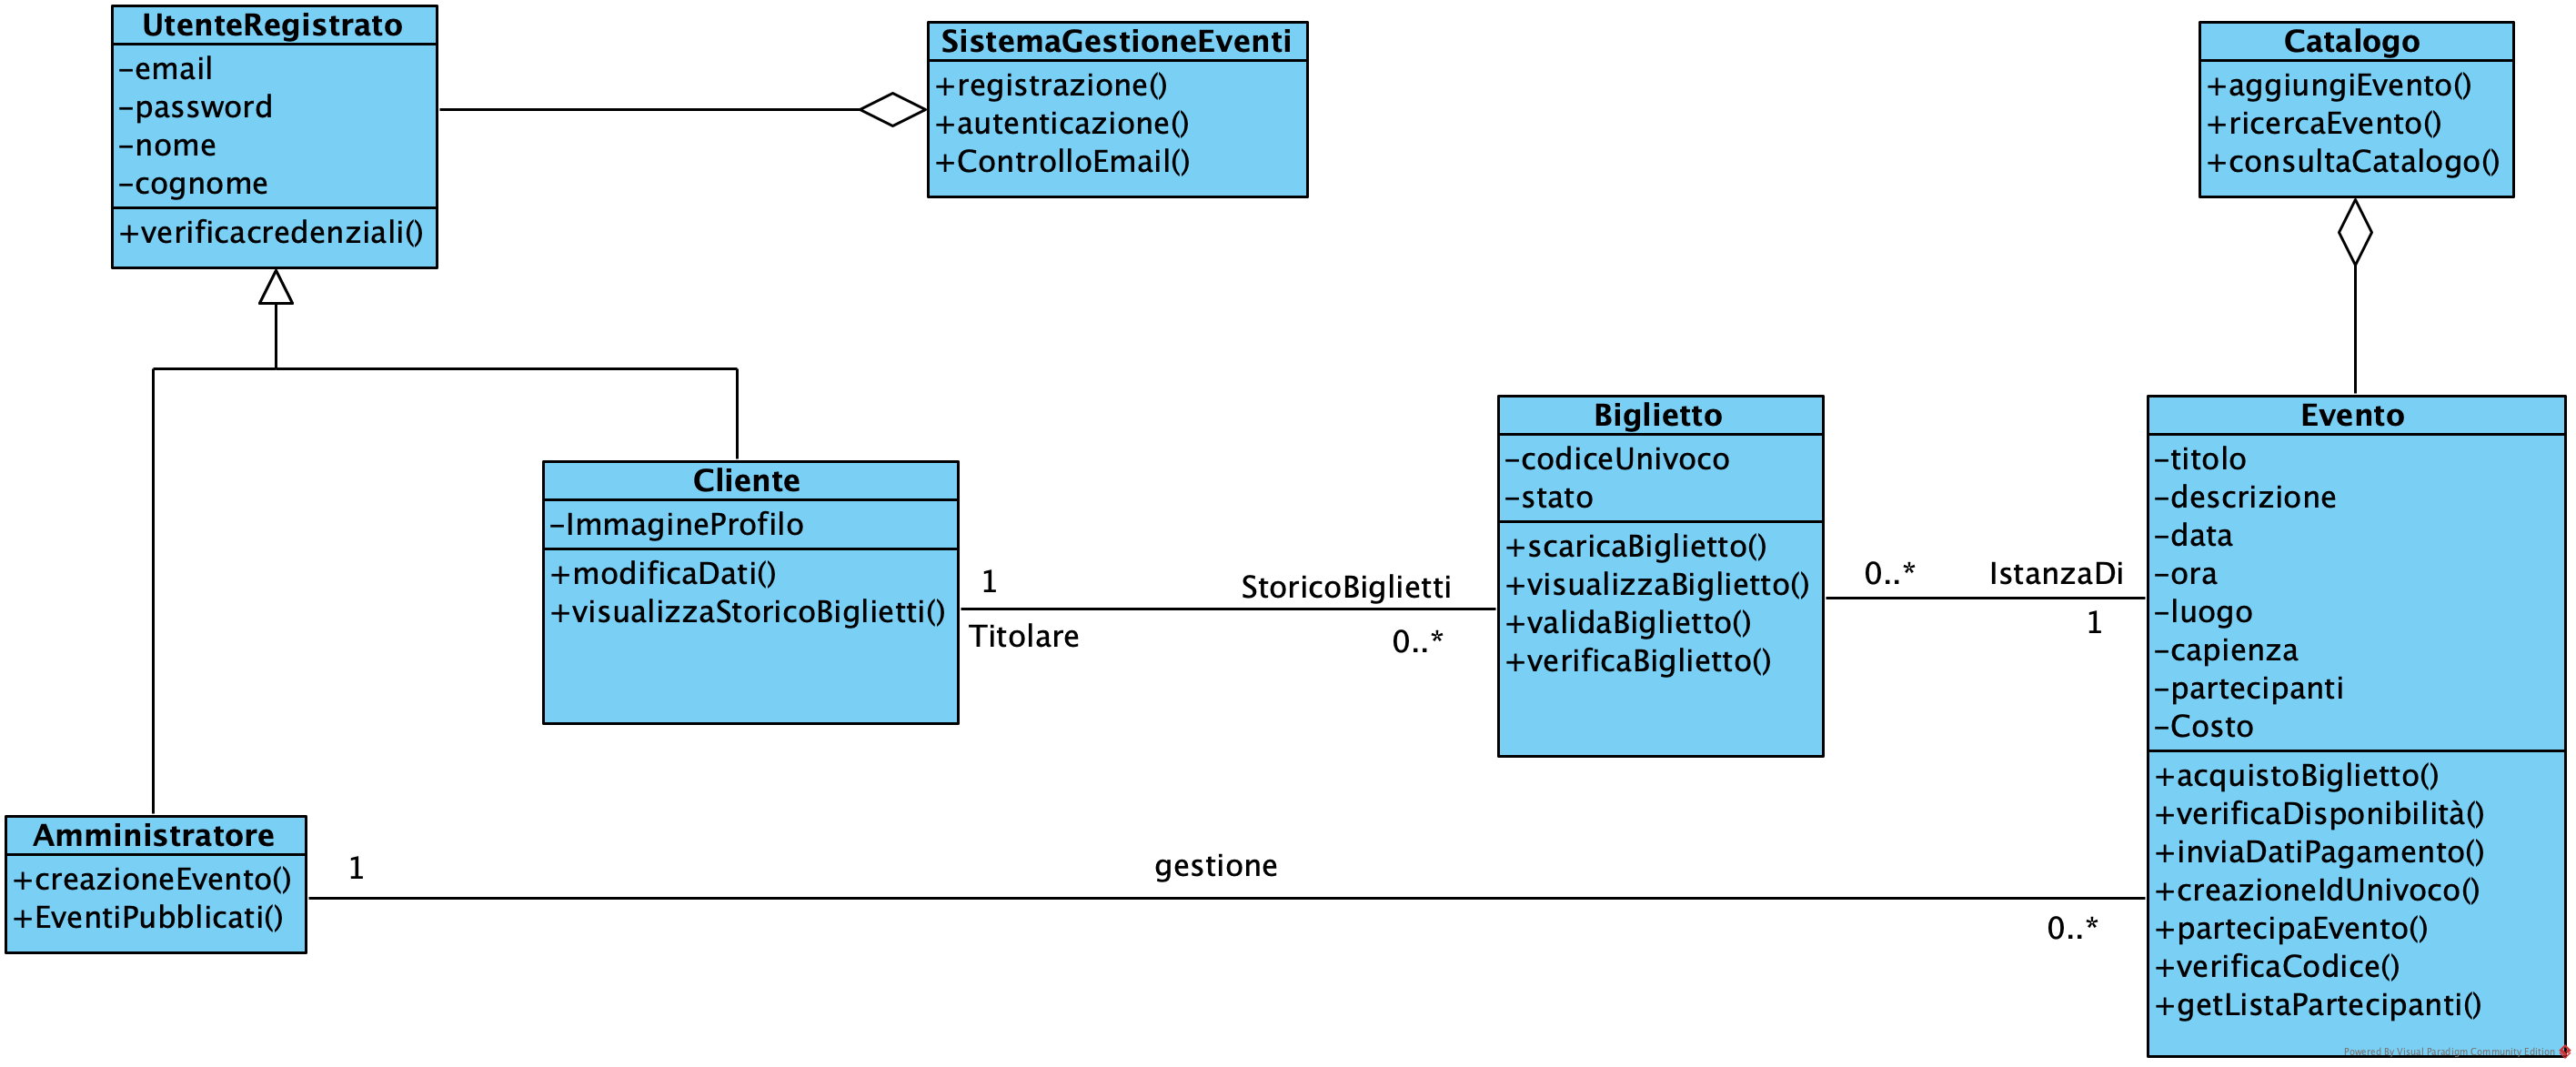 UtenteRegistrato
-email
-password
-nome
-cognome
+verificacredenziali()
SistemaGestioneEventi
+registrazione()
+autenticazione()
+ControlloEmail()
Catalogo
+aggiungiEvento()
+ricercaEvento()
+consultaCatalogo()
Cliente
-ImmagineProfilo
+modificaDati()
+visualizzaStoricoBiglietti()
1
Titolare
StoricoBiglietti
0..*
Biglietto
-codiceUnivoco
-stato
+scaricaBiglietto()
+visualizzaBiglietto()
+validaBiglietto()
+verificaBiglietto()
0..*
IstanzaDi
1
Evento
-titolo
-descrizione
-data
-ora
-luogo
-capienza
-partecipanti
-Costo
+acquistoBiglietto()
+verificaDisponibilità()
+inviaDatiPagamento()
+creazioneIdUnivoco()
+partecipaEvento()
+verificaCodice()
+getListaPartecipanti()
Amministratore
+creazioneEvento()
+EventiPubblicati()
1
gestione
0..*
Powered By Visual Paradigm Community Edition